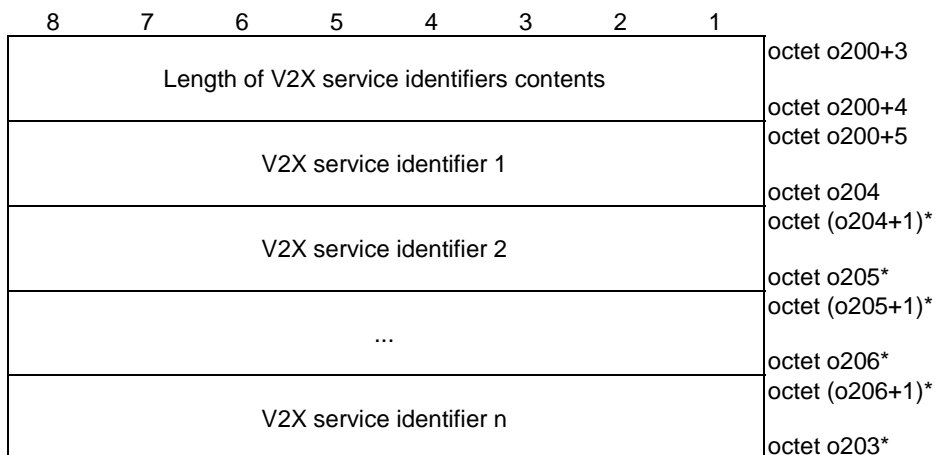 8 7 6 5 4 3 2 1
Length of V2X service identifiers contents
octet o200+3
octet o200+4
V2X service identifier 1
octet o200+5
octet o204
V2X service identifier 2
octet (o204+1)*
octet o205*
...
octet (o205+1)*
octet o206*
V2X service identifier n
octet (o206+1)*
octet o203*